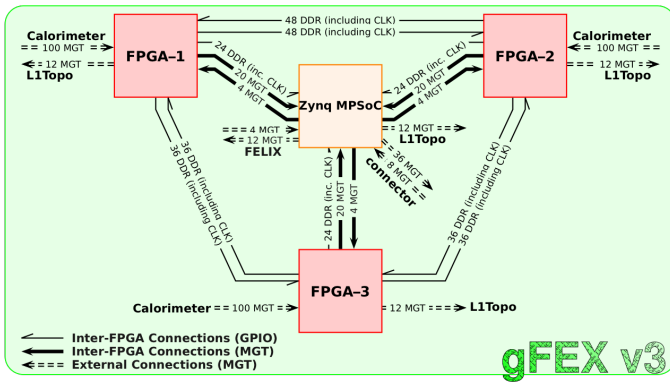 48 DDR (including CLK)
48 DDR (including CLK)
Calorimeter
100 MGT
12 MGT
L1Topo
FPGA–1
24 DDR (inc. CLK)
20 MGT
4 MGT
Zynq MPSoC
24 DDR (inc. CLK)
20 MGT
4 MGT
FPGA–2
Calorimeter
100 MGT
12 MGT
L1Topo
4 MGT
12 MGT
FELIX
12 MGT
L1Topo
36 MGT
8 MGT
connector
36 DDR (including CLK)
36 DDR (including CLK)
24 DDR (inc. CLK)
20 MGT
4 MGT
36 DDR (including CLK)
36 DDR (including CLK)
FPGA–3
Calorimeter
100 MGT
12 MGT
L1Topo
Inter-FPGA Connections (GPIO)
Inter-FPGA Connections (MGT)
External Connections (MGT)
gFEX v3